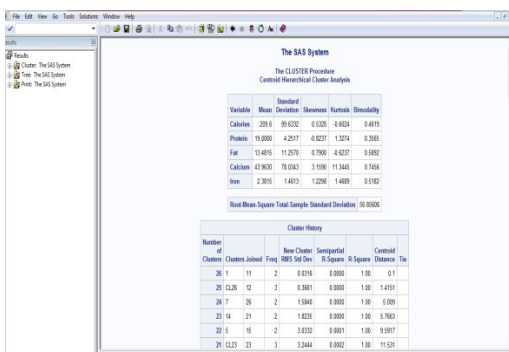 File Edit View Go Tools Solutions Window Help
Results
Results
Cluster: The SAS System
Tree: The SAS System
Print: The SAS System
The SAS System
The CLUSTER Procedure
Centroid Hierarchical Cluster Analysis
Variable Mean Standard Deviation Skewness Kurtosis Bimodality
Calories 209.6 99.6332 0.5320 -0.6024 0.4619
Protein 19.0000 4.2517 -0.8237 1.3274 0.3565
Fat 13.4815 11.2570 0.7900 -0.6237 0.5892
Calcium 43.9630 78.0343 3.1590 11.3445 0.7456
Iron 2.3815 1.4613 1.2296 1.4689 0.5182
Root-Mean-Square Total-Sample Standard Deviation 56.85606
Cluster History
Number of Clusters Clusters Joined Freq New Cluster RMS Std Dev Semipartial R-Square R-Square Centroid Distance Tie
26 1 11 2 0.0316 0.0000 1.00 0.1
25 CL26 12 3 0.3661 0.0000 1.00 1.4151
24 7 26 2 1.5840 0.0000 1.00 5.009
23 14 21 2 1.8235 0.0000 1.00 5.7663
22 5 15 2 3.0332 0.0001 1.00 9.5917
21 CL23 23 3 3.2444 0.0002 1.00 11.531